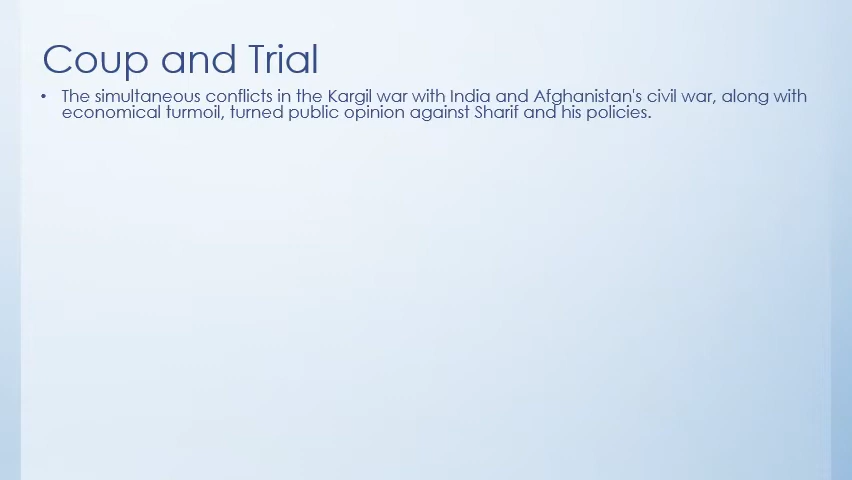 Coup and Trial
• The simultaneous conflicts in the Kargil war with India and Afghanistan's civil war, along with
economical turmoil, turned public opinion against Sharif and his policies.